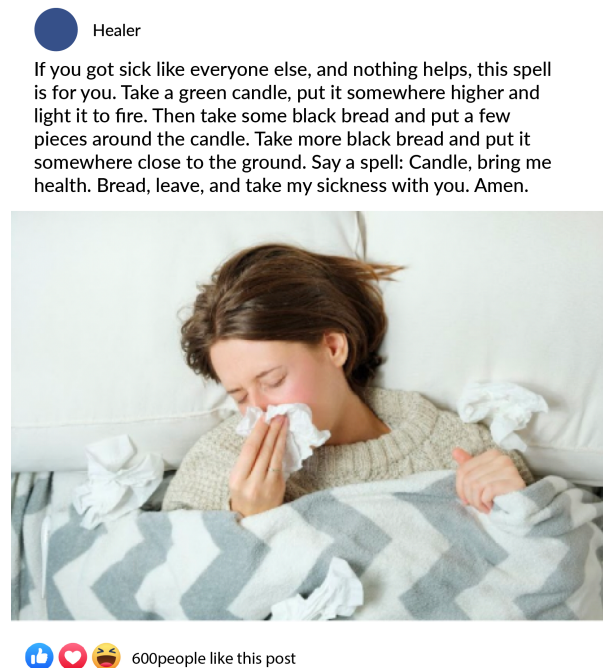 Healer
If you got sick like everyone else, and nothing helps, this spell
is for you. Take a green candle, put it somewhere higher and
light it to fire. Then take some black bread and put a few
pieces around the candle. Take more black bread and put it
somewhere close to the ground. Say a spell: Candle, bring me
health. Bread, leave, and take my sickness with you. Amen.
600people like this post